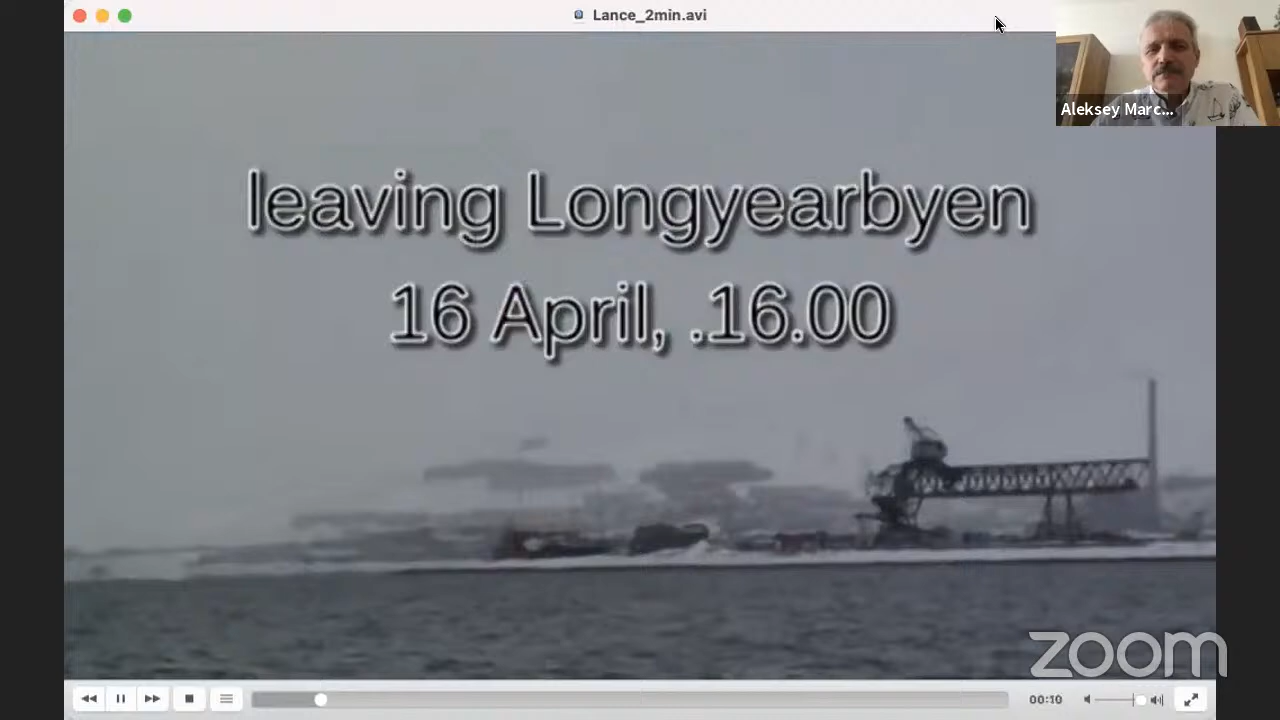 Lance_2min.avi
Aleksey Marc...
leaving Longyearbyen
16 April, .16.00
zoom
00:10